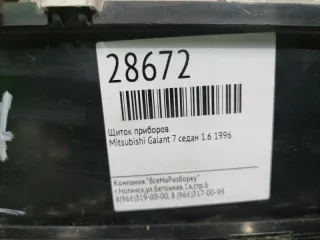 28672
Щиток приборов
Mitsubishi Galant 7 седан 1.6 1996
Компания "ВсеНаРазборку"
г.Ногинск,ул.Бетонная,1а,стр.6
8(966)319-00-00, 8 (966)317-00-99